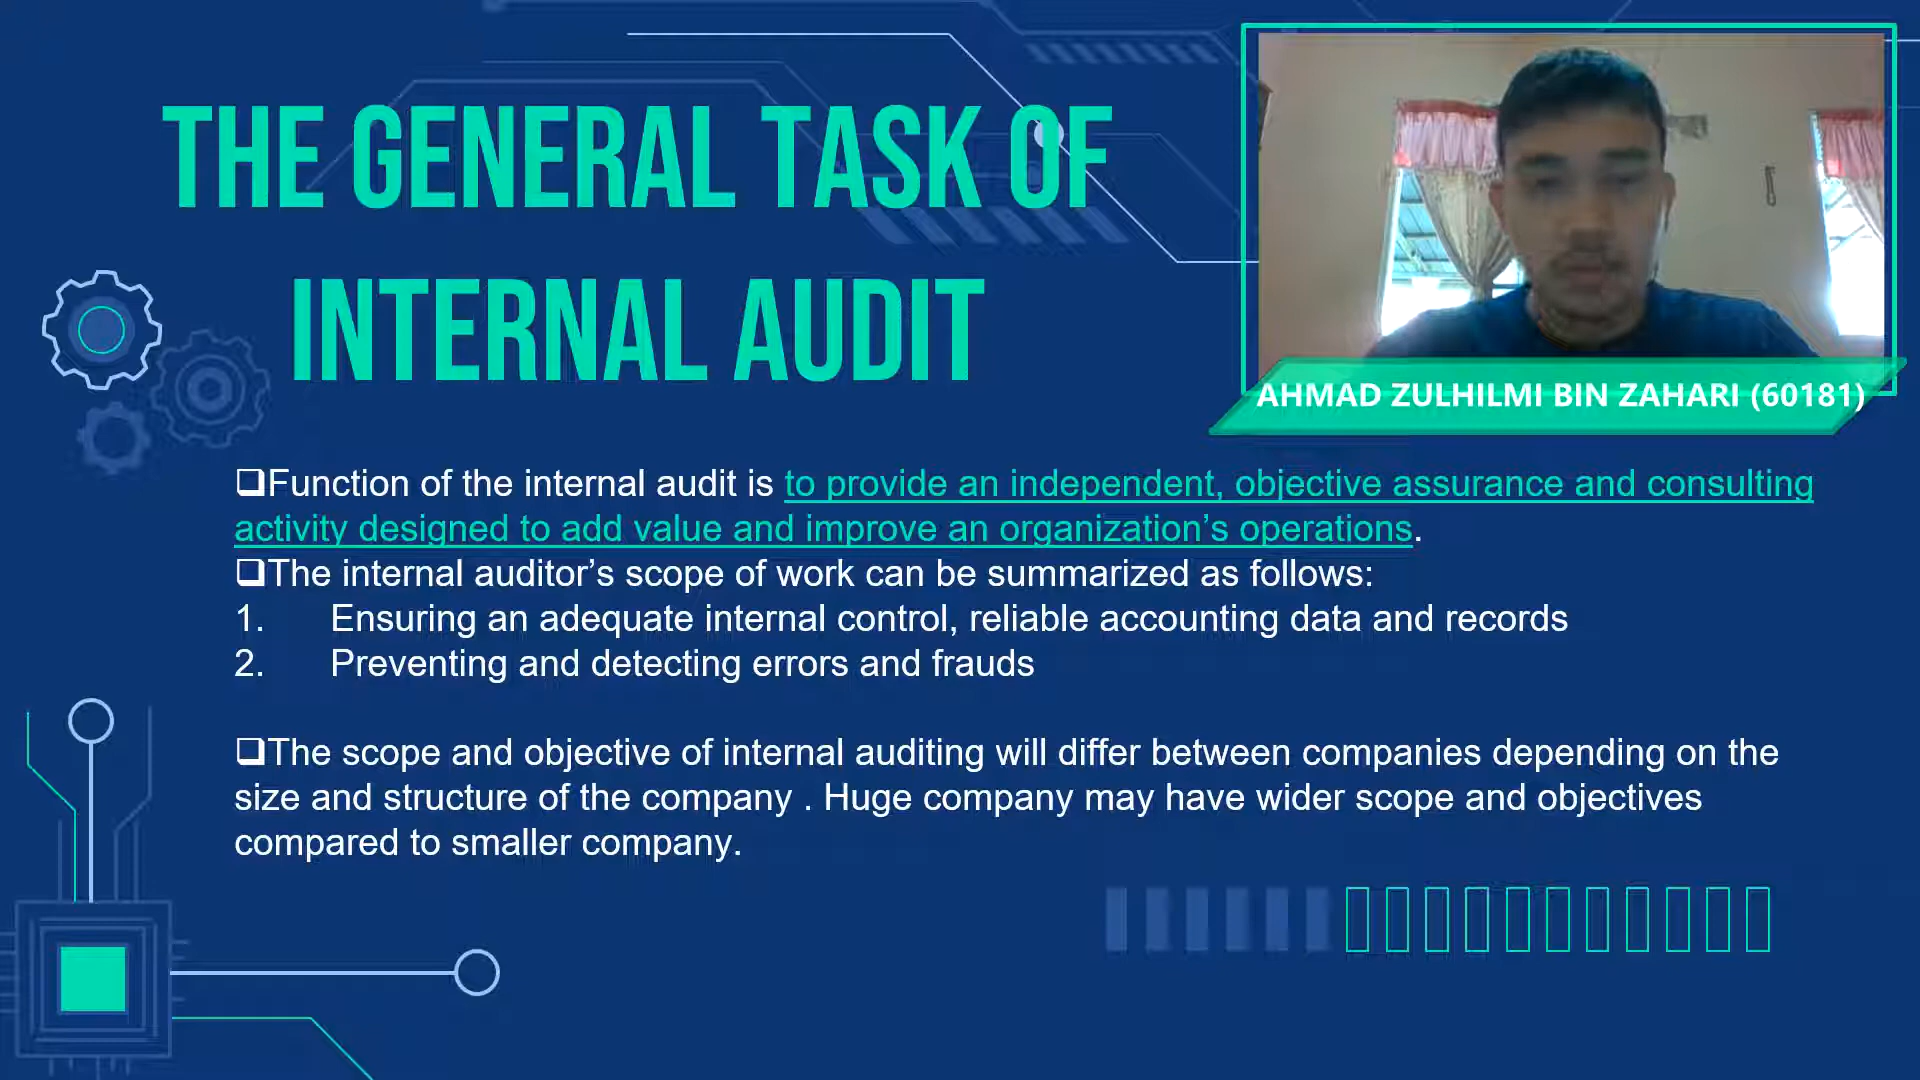 THE GENERAL TASK OF
INTERNAL AUDIT
AHMAD ZULHILMI BIN ZAHARI (60181)
❑Function of the internal audit is to provide an independent, objective assurance and consulting
activity designed to add value and improve an organization’s operations.
❑The internal auditor’s scope of work can be summarized as follows:
1. Ensuring an adequate internal control, reliable accounting data and records
2. Preventing and detecting errors and frauds
❑The scope and objective of internal auditing will differ between companies depending on the
size and structure of the company . Huge company may have wider scope and objectives
compared to smaller company.